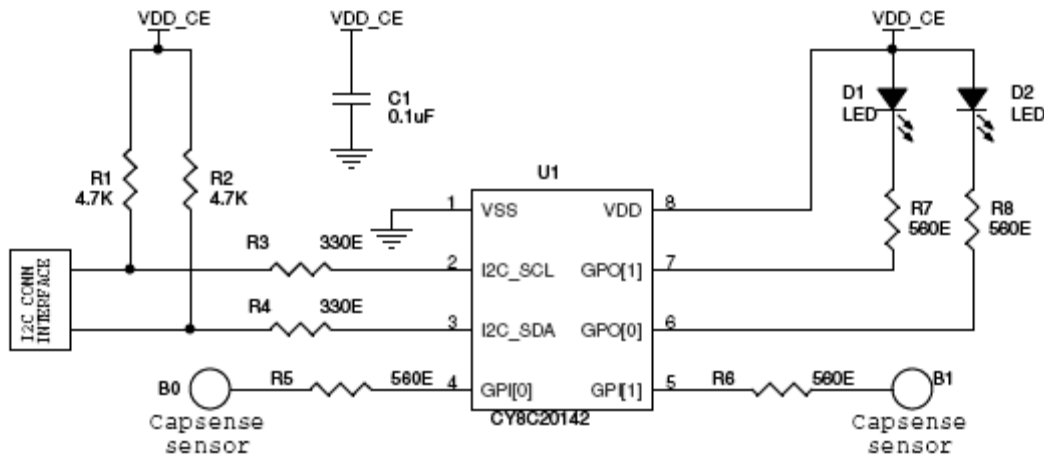 VDD_CE
VDD_CE
VDD_CE
C1
0.1uF
D1
LED
D2
LED
R1
4.7K
R2
4.7K
U1
R7
560E
R8
560E
1
VSS
VDD
8
R3
330E
2
I2C_SCL
GPO[1]
7
I2C CONN
INTERFACE
R4
330E
3
I2C_SDA
GPO[0]
6
B0
R5
560E
4
GPI[0]
GPI[1]
5
R6
560E
B1
CY8C20142
Capsense
sensor
Capsense
sensor